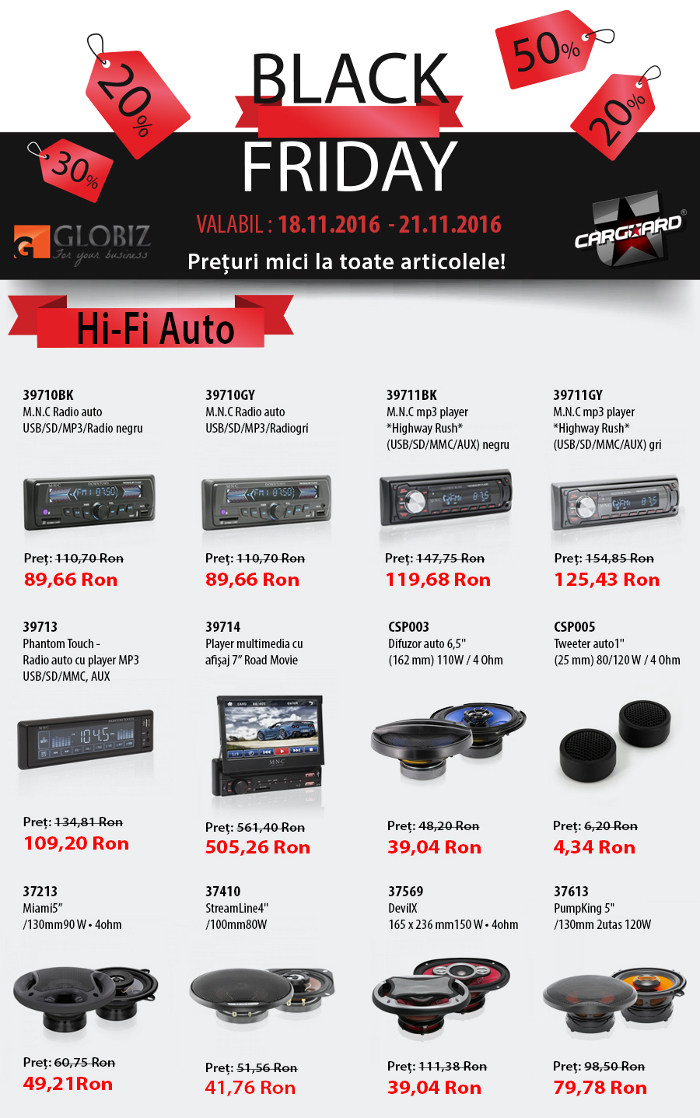 BLACK
FRIDAY
20%
50%
20%
30%
GLOBIZ
For your business
CARGUARD®
VALABIL : 18.11.2016 - 21.11.2016
Prețuri mici la toate articolele!
Hi-Fi Auto
39710BK
M.N.C Radio auto
USB/SD/MP3/Radio negru
Preț: 110,70 Ron
89,66 Ron
39710GY
M.N.C Radio auto
USB/SD/MP3/Radiogri
Preț: 110,70 Ron
89,66 Ron
39711BK
M.N.C mp3 player
*Highway Rush*
(USB/SD/MMC/AUX) negru
Preț: 147,75 Ron
119,68 Ron
39711GY
M.N.C mp3 player
*Highway Rush*
(USB/SD/MMC/AUX) gri
Preț: 154,85 Ron
125,43 Ron
39713
Phantom Touch -
Radio auto cu player MP3
USB/SD/MMC, AUX
Preț: 134,81 Ron
109,20 Ron
39714
Player multimedia cu
afișaj 7” Road Movie
M·N·C
Preț: 561,40 Ron
505,26 Ron
CSP003
Difuzor auto 6,5"
(162 mm) 110W / 4 Ohm
Preț: 48,20 Ron
39,04 Ron
CSP005
Tweeter auto1"
(25 mm) 80/120 W / 4 Ohm
Preț: 6,20 Ron
4,34 Ron
37213
Miami5”
/130mm90 W • 4ohm
Preț: 60,75 Ron
49,21Ron
37410
StreamLine4"
/100mm80W
Preț: 51,56 Ron
41,76 Ron
37569
DevilX
165 x 236 mm150 W • 4ohm
Preț: 111,38 Ron
39,04 Ron
37613
PumpKing 5"
/130mm 2utas 120W
Preț: 98,50 Ron
79,78 Ron